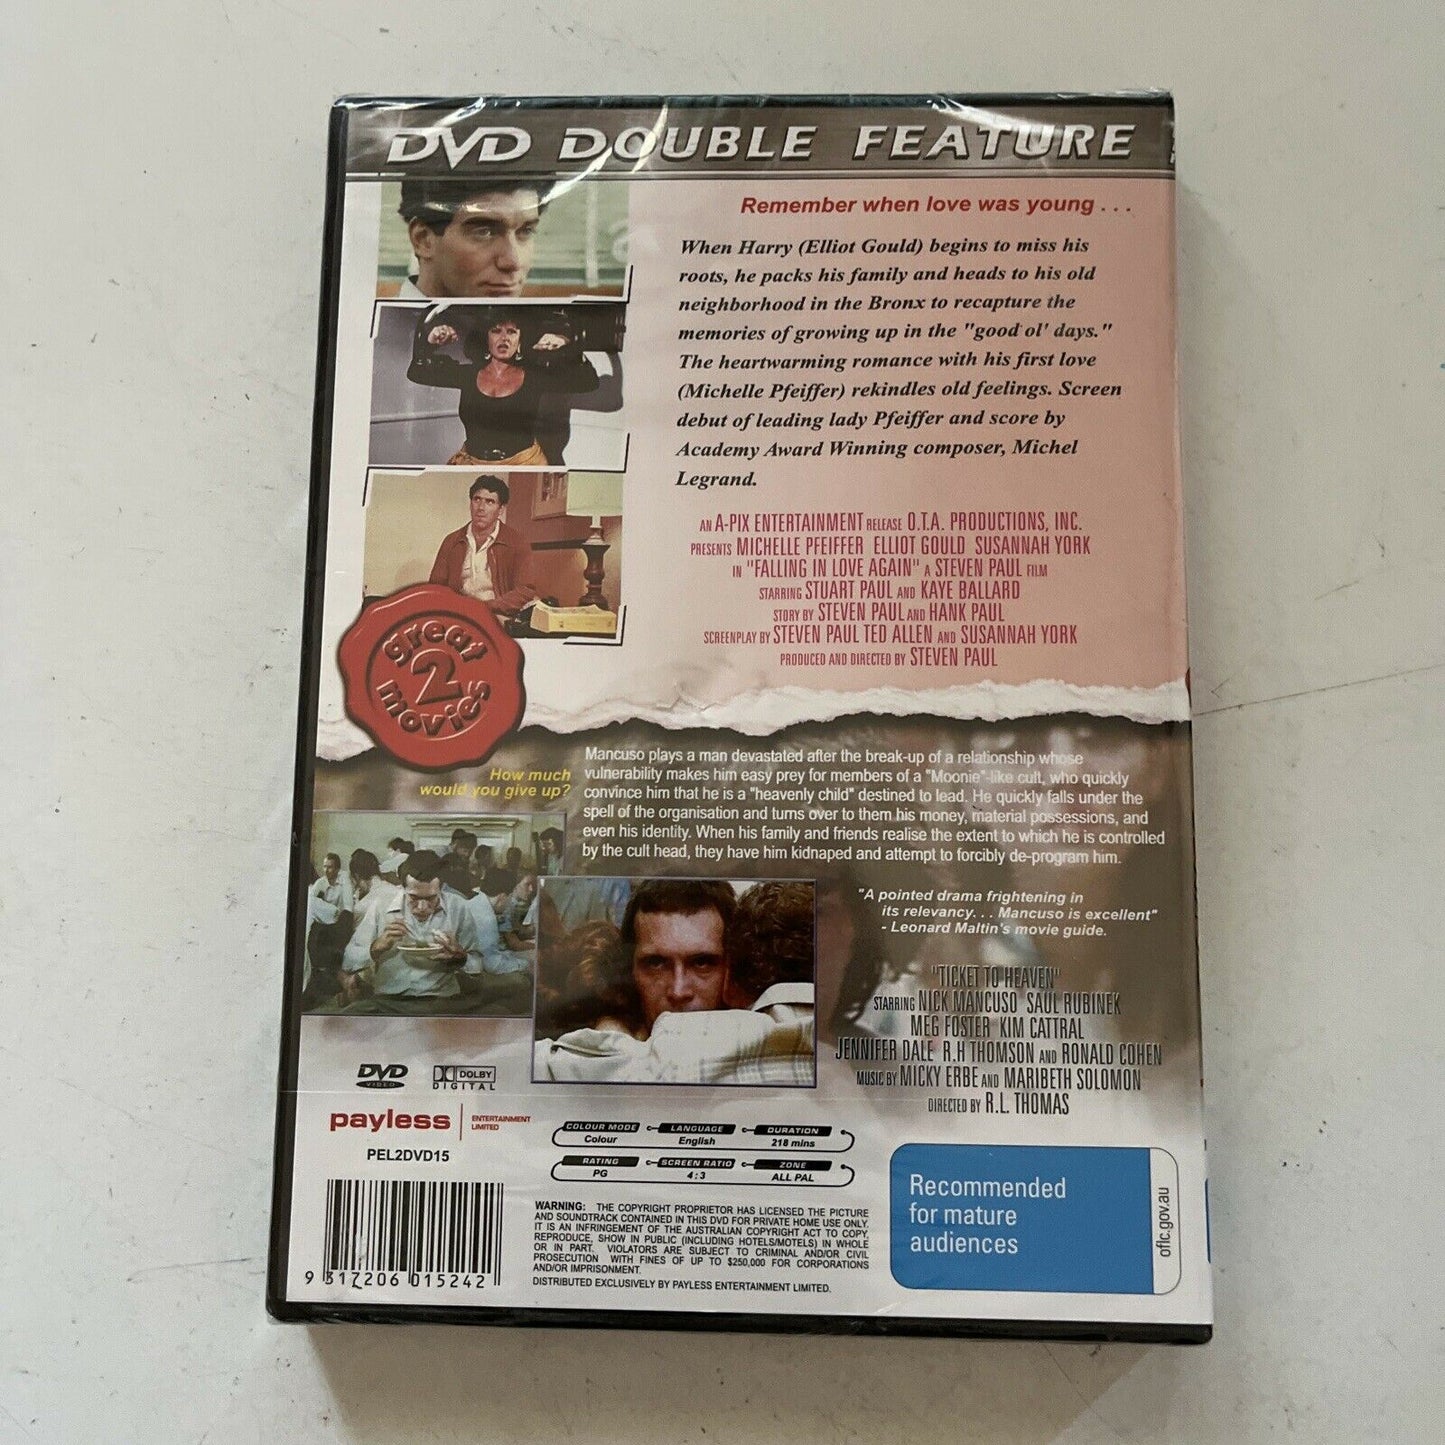 DVD DOUBLE FEATURE
Remember when love was young . . .
When Harry (Elliot Gould) begins to miss his
roots, he packs his family and heads to his old
neighborhood in the Bronx to recapture the
memories of growing up in the "good ol' days."
The heartwarming romance with his first love
(Michelle Pfeiffer) rekindles old feelings. Screen
debut of leading lady Pfeiffer and score by
Academy Award Winning composer, Michel
Legrand.
AN A-PIX ENTERTAINMENT RELEASE O.T.A. PRODUCTIONS, INC.
PRESENTS MICHELLE PFEIFFER ELLIOT GOULD SUSANNAH YORK
IN "FALLING IN LOVE AGAIN" A STEVEN PAUL FILM
STARRING STUART PAUL AND KAYE BALLARD
STORY BY STEVEN PAUL AND HANK PAUL
SCREENPLAY BY STEVEN PAUL TED ALLEN AND SUSANNAH YORK
PRODUCED AND DIRECTED BY STEVEN PAUL
great
2
movies
How much
would you give up?
Mancuso plays a man devastated after the break-up of a relationship whose
vulnerability makes him easy prey for members of a "Moonie"-like cult, who quickly
convince him that he is a "heavenly child" destined to lead. He quickly falls under the
spell of the organisation and turns over to them his money, material possessions, and
even his identity. When his family and friends realise the extent to which he is controlled
by the cult head, they have him kidnaped and attempt to forcibly de-program him.
"A pointed drama frightening in
its relevancy. . . Mancuso is excellent"
- Leonard Maltin's movie guide.
"TICKET TO HEAVEN"
STARRING NICK MANCUSO SAUL RUBINEK
MEG FOSTER KIM CATTRAL
JENNIFER DALE R.H THOMSON AND RONALD COHEN
MUSIC BY MICKY ERBE AND MARIBETH SOLOMON
DIRECTED BY R.L. THOMAS
DVD
VIDEO
DOLBY
DIGITAL
payless
ENTERTAINMENT
LIMITED
PEL2DVD15
9 317206 015242
COLOUR MODE LANGUAGE DURATION
Colour English 218 mins
RATING SCREEN RATIO ZONE
PG 4:3 ALL PAL
WARNING: THE COPYRIGHT PROPRIETOR HAS LICENSED THE PICTURE
AND SOUNDTRACK CONTAINED IN THIS DVD FOR PRIVATE HOME USE ONLY.
IT IS AN INFRINGEMENT OF THE AUSTRALIAN COPYRIGHT ACT TO COPY,
REPRODUCE, SHOW IN PUBLIC (INCLUDING HOTELS/MOTELS) IN WHOLE
OR IN PART. VIOLATORS ARE SUBJECT TO CRIMINAL AND/OR CIVIL
PROSECUTION WITH FINES OF UP TO $250,000 FOR CORPORATIONS
AND/OR IMPRISONMENT.
DISTRIBUTED EXCLUSIVELY BY PAYLESS ENTERTAINMENT LIMITED.
Recommended
for mature
audiences
oflc.gov.au